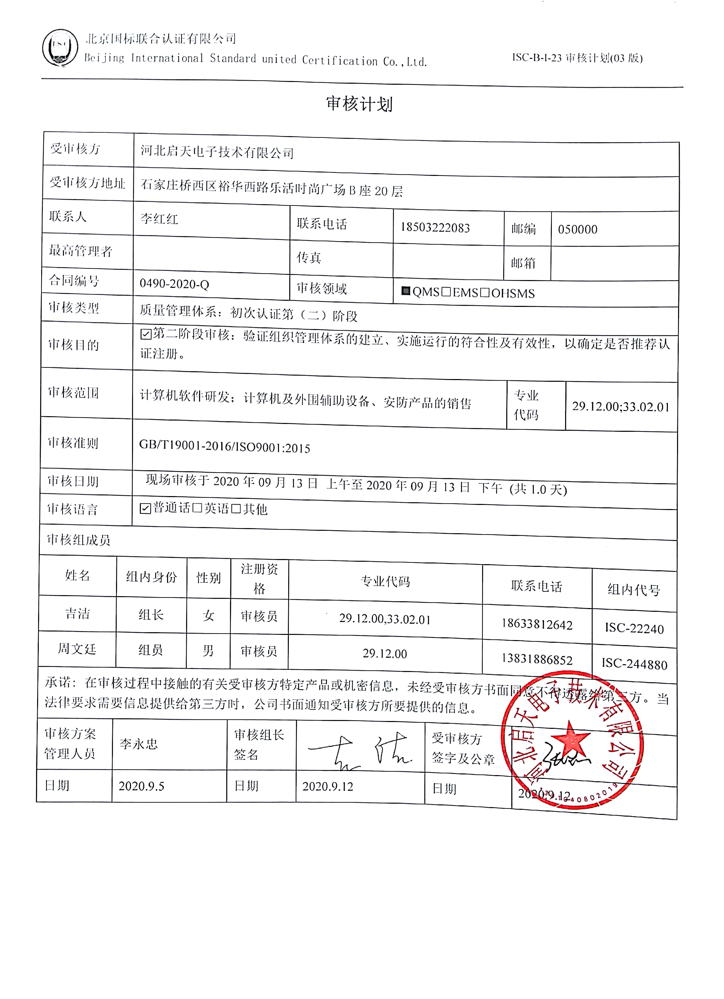 ISC
北京国标联合认证有限公司
Beijing International Standard united Certification Co.,Ltd.
ISC-B-I-23 审核计划(03 版)
审核计划
受审核方 河北启天电子技术有限公司
受审核方地址 石家庄桥西区裕华西路乐活时尚广场 B 座 20 层
联系人 李红红 联系电话 18503222083 邮编 050000
最高管理者 传真 邮箱
合同编号 0490-2020-Q 审核领域 ■QMS□EMS□OHSMS
审核类型 质量管理体系：初次认证第（二）阶段
审核目的 ☑第二阶段审核：验证组织管理体系的建立、实施运行的符合性及有效性，以确定是否推荐认
证注册。
审核范围 计算机软件研发；计算机及外围辅助设备、安防产品的销售 专业
代码 29.12.00;33.02.01
审核准则 GB/T19001-2016/ISO9001:2015
审核日期 现场审核于 2020 年 09 月 13 日 上午至 2020 年 09 月 13 日 下午 (共 1.0 天)
审核语言 ☑普通话□英语□其他
审核组成员
姓名 组内身份 性别 注册资
格 专业代码 联系电话 组内代号
吉洁 组长 女 审核员 29.12.00,33.02.01 18633812642 ISC-22240
周文廷 组员 男 审核员 29.12.00 13831886852 ISC-244880
承诺：在审核过程中接触的有关受审核方特定产品或机密信息，未经受审核方书面同意不得透露给第三方。当
法律要求需要信息提供给第三方时，公司书面通知受审核方所要提供的信息。
审核方案
管理人员 李永忠 审核组长
签名 吉洁 受审核方
签字及公章
河北启天电子技术有限公司
日期 2020.9.5 日期 2020.9.12 日期 2020.9.12